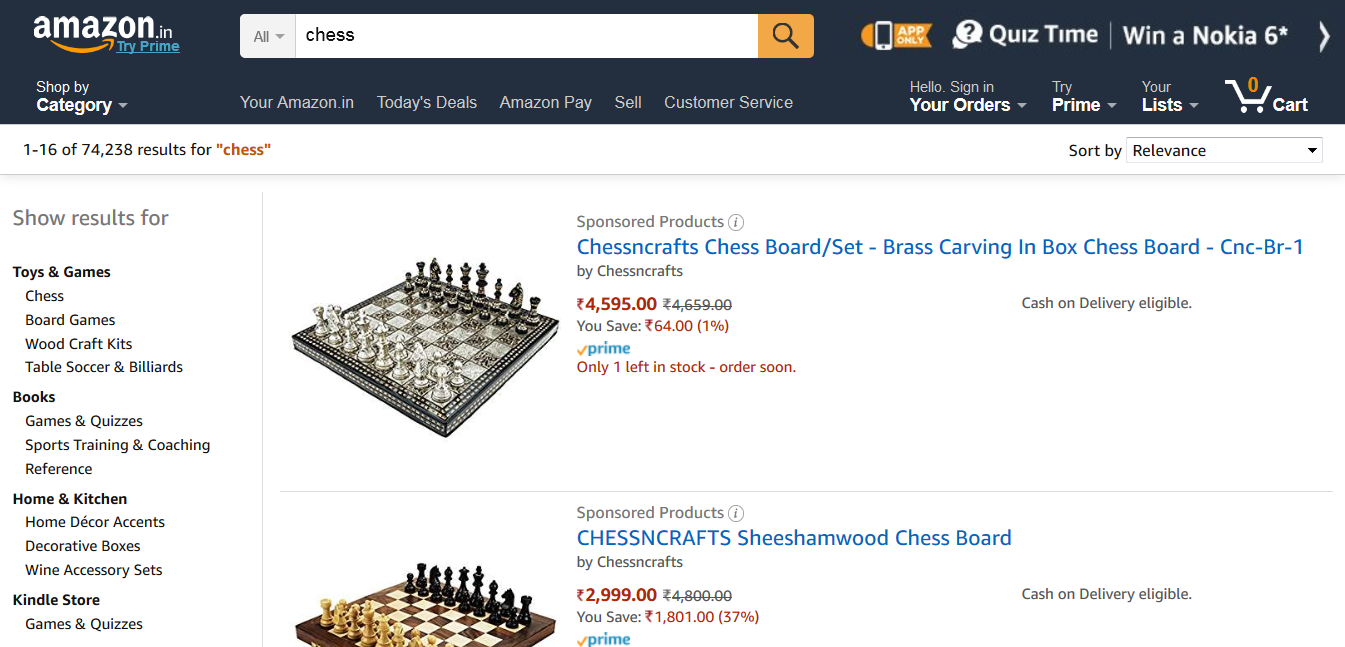 amazon.in
Try Prime
All
chess
APP ONLY
Quiz Time
Win a Nokia 6*
Shop by
Category
Your Amazon.in
Today's Deals
Amazon Pay
Sell
Customer Service
Hello. Sign in
Your Orders
Try
Prime
Your
Lists
0
Cart
1-16 of 74,238 results for "chess"
Sort by
Relevance
Show results for
Toys & Games
Chess
Board Games
Wood Craft Kits
Table Soccer & Billiards
Books
Games & Quizzes
Sports Training & Coaching
Reference
Home & Kitchen
Home Décor Accents
Decorative Boxes
Wine Accessory Sets
Kindle Store
Games & Quizzes
Sponsored Products
Chessncrafts Chess Board/Set - Brass Carving In Box Chess Board - Cnc-Br-1
by Chessncrafts
₹4,595.00 ₹4,659.00
Cash on Delivery eligible.
You Save: ₹64.00 (1%)
prime
Only 1 left in stock - order soon.
Sponsored Products
CHESSNCRAFTS Sheeshamwood Chess Board
by Chessncrafts
₹2,999.00 ₹4,800.00
Cash on Delivery eligible.
You Save: ₹1,801.00 (37%)
prime